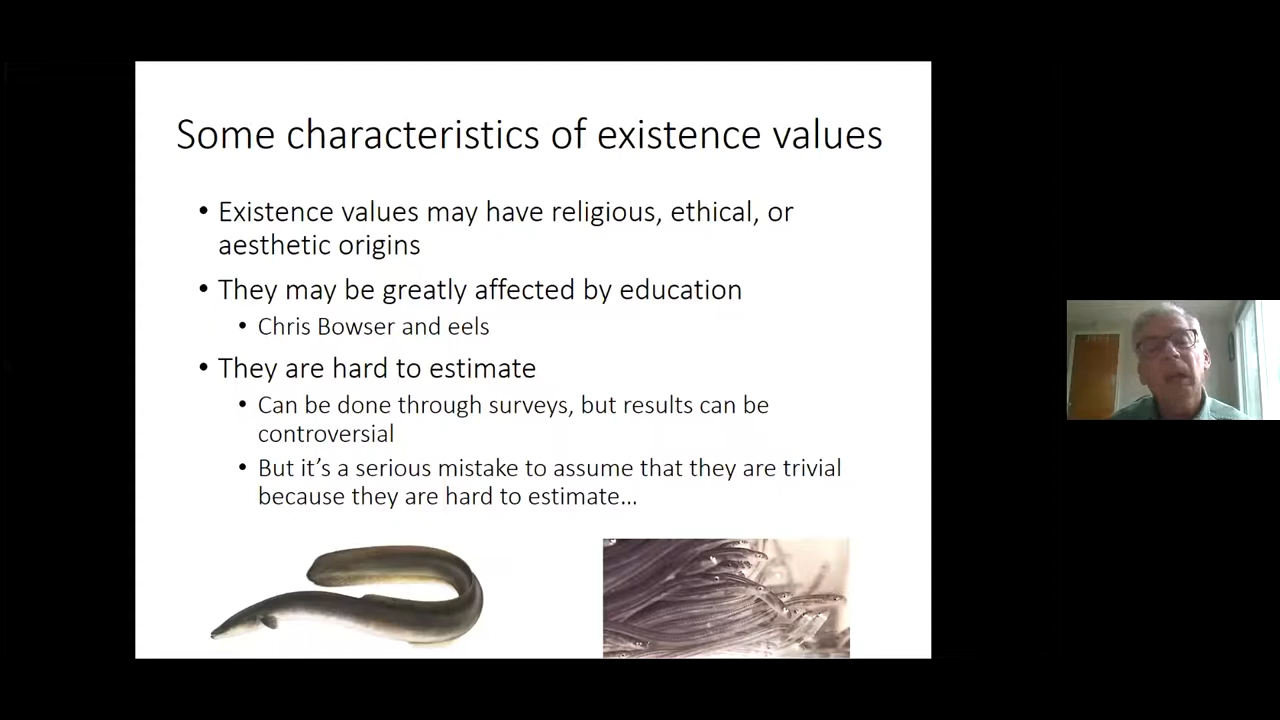 Some characteristics of existence values
• Existence values may have religious, ethical, or
aesthetic origins
• They may be greatly affected by education
• Chris Bowser and eels
• They are hard to estimate
• Can be done through surveys, but results can be
controversial
• But it’s a serious mistake to assume that they are trivial
because they are hard to estimate…